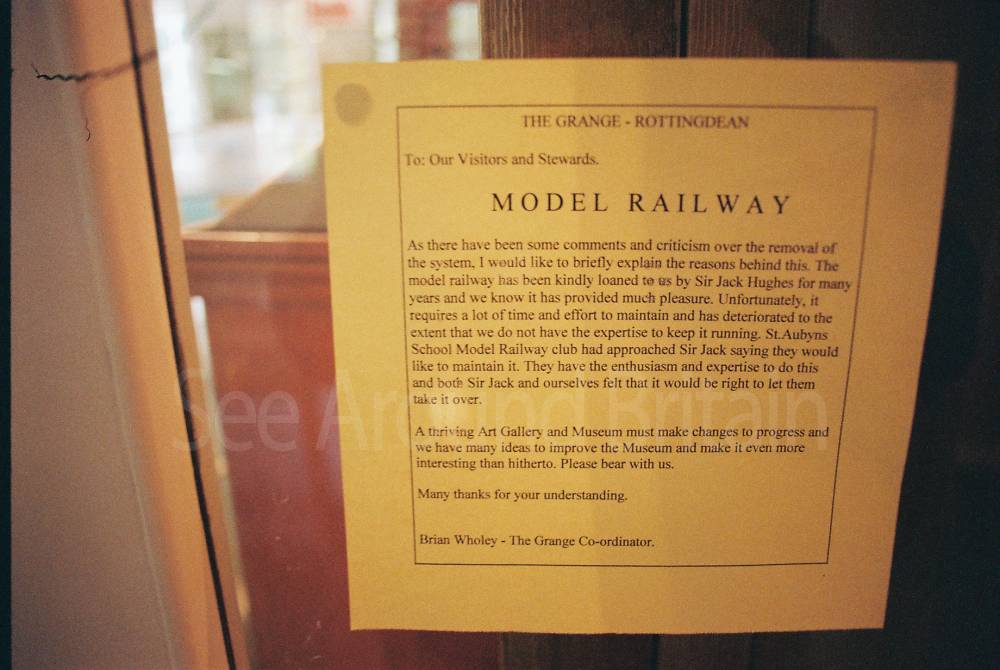 THE GRANGE - ROTTINGDEAN
To: Our Visitors and Stewards.
MODEL RAILWAY
As there have been some comments and criticism over the removal of
the system, I would like to briefly explain the reasons behind this. The
model railway has been kindly loaned to us by Sir Jack Hughes for many
years and we know it has provided much pleasure. Unfortunately, it
requires a lot of time and effort to maintain and has deteriorated to the
extent that we do not have the expertise to keep it running. St.Aubyns
School Model Railway club had approached Sir Jack saying they would
like to maintain it. They have the enthusiasm and expertise to do this
and both Sir Jack and ourselves felt that it would be right to let them
take it over.
A thriving Art Gallery and Museum must make changes to progress and
we have many ideas to improve the Museum and make it even more
interesting than hitherto. Please bear with us.
Many thanks for your understanding.
Brian Wholey - The Grange Co-ordinator.
See Around Britain